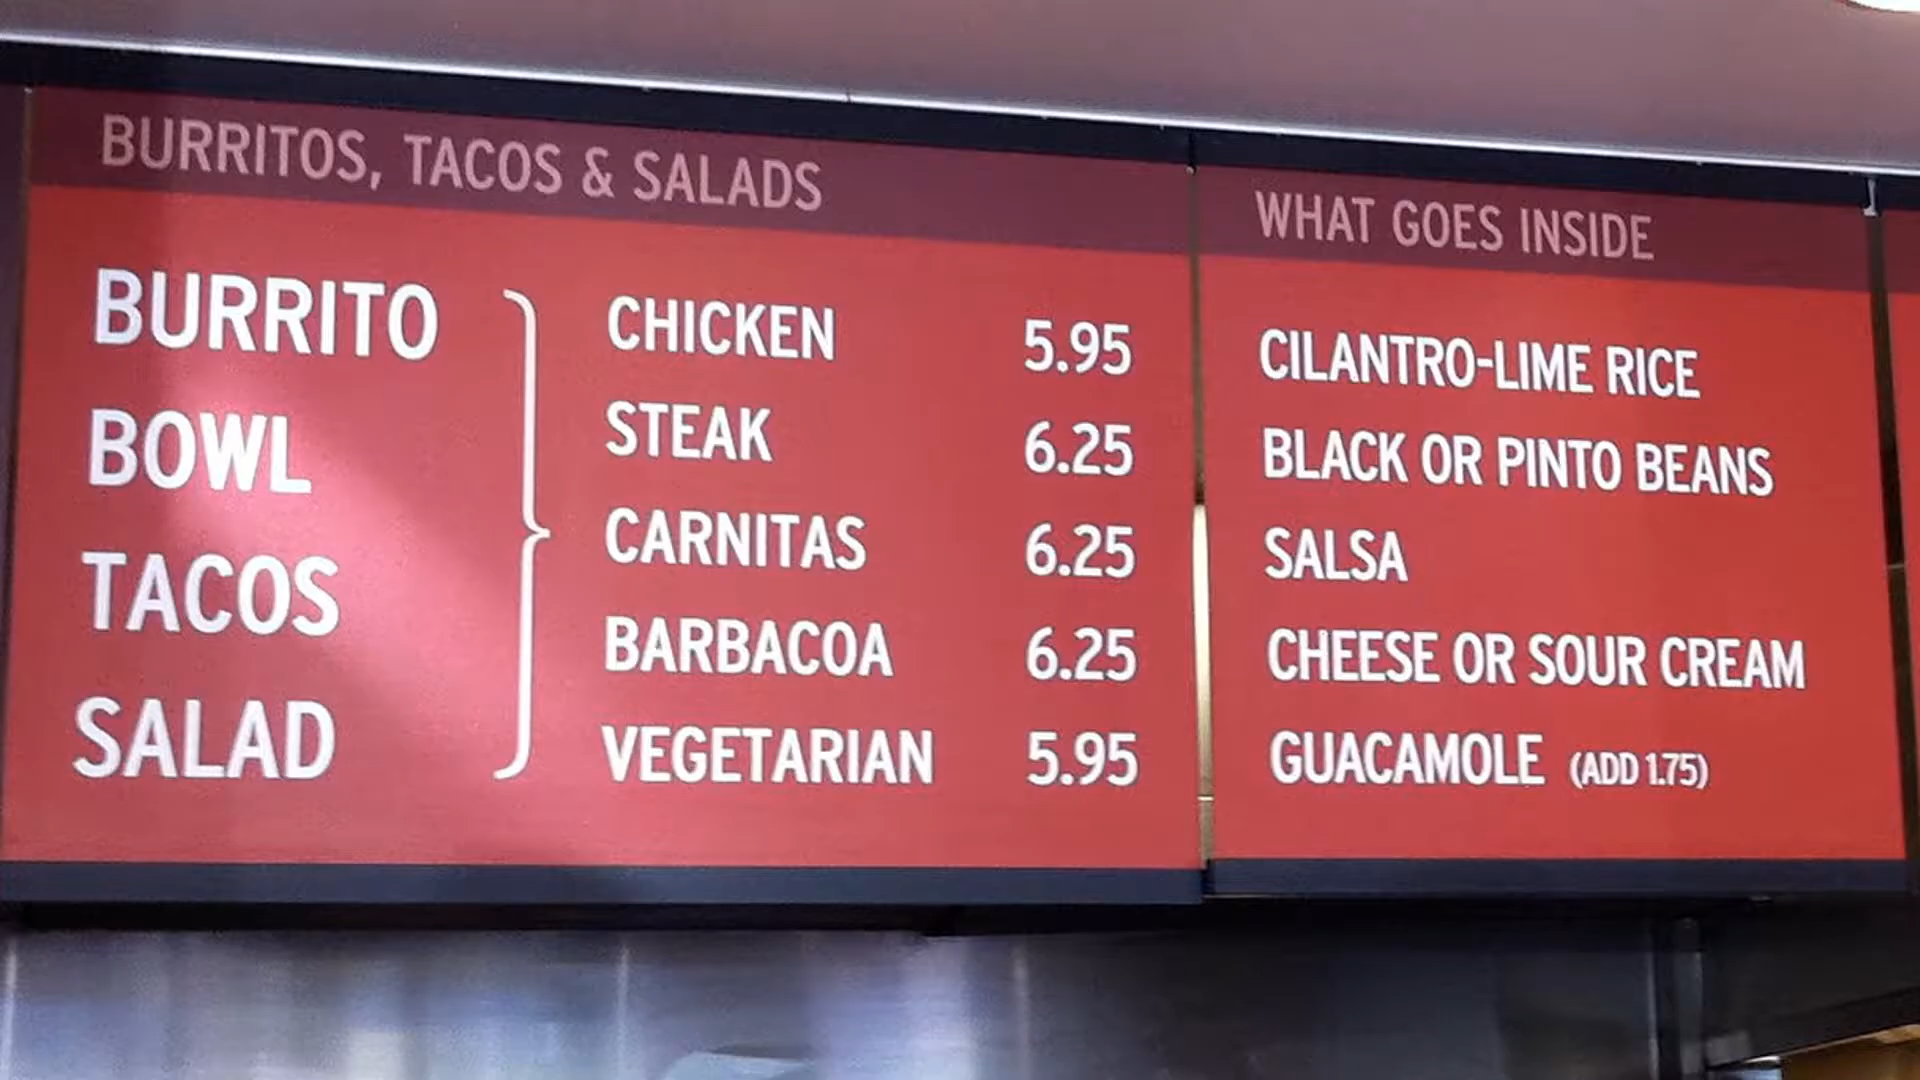 BURRITOS, TACOS & SALADS
BURRITO
BOWL
TACOS
SALAD
CHICKEN 5.95
STEAK 6.25
CARNITAS 6.25
BARBACOA 6.25
VEGETARIAN 5.95
WHAT GOES INSIDE
CILANTRO-LIME RICE
BLACK OR PINTO BEANS
SALSA
CHEESE OR SOUR CREAM
GUACAMOLE (ADD 1.75)